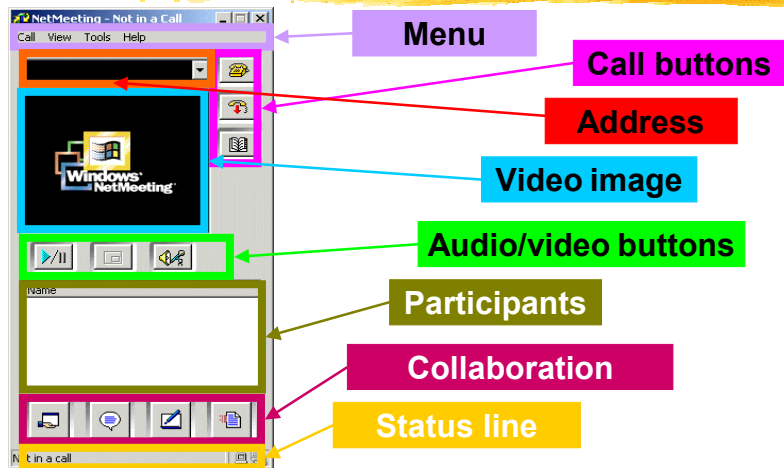 NetMeeting - Not in a Call
Call View Tools Help
Menu
Call buttons
Address
Windows
NetMeeting
Video image
Audio/video buttons
Name
Participants
Collaboration
Status line
N t in a call